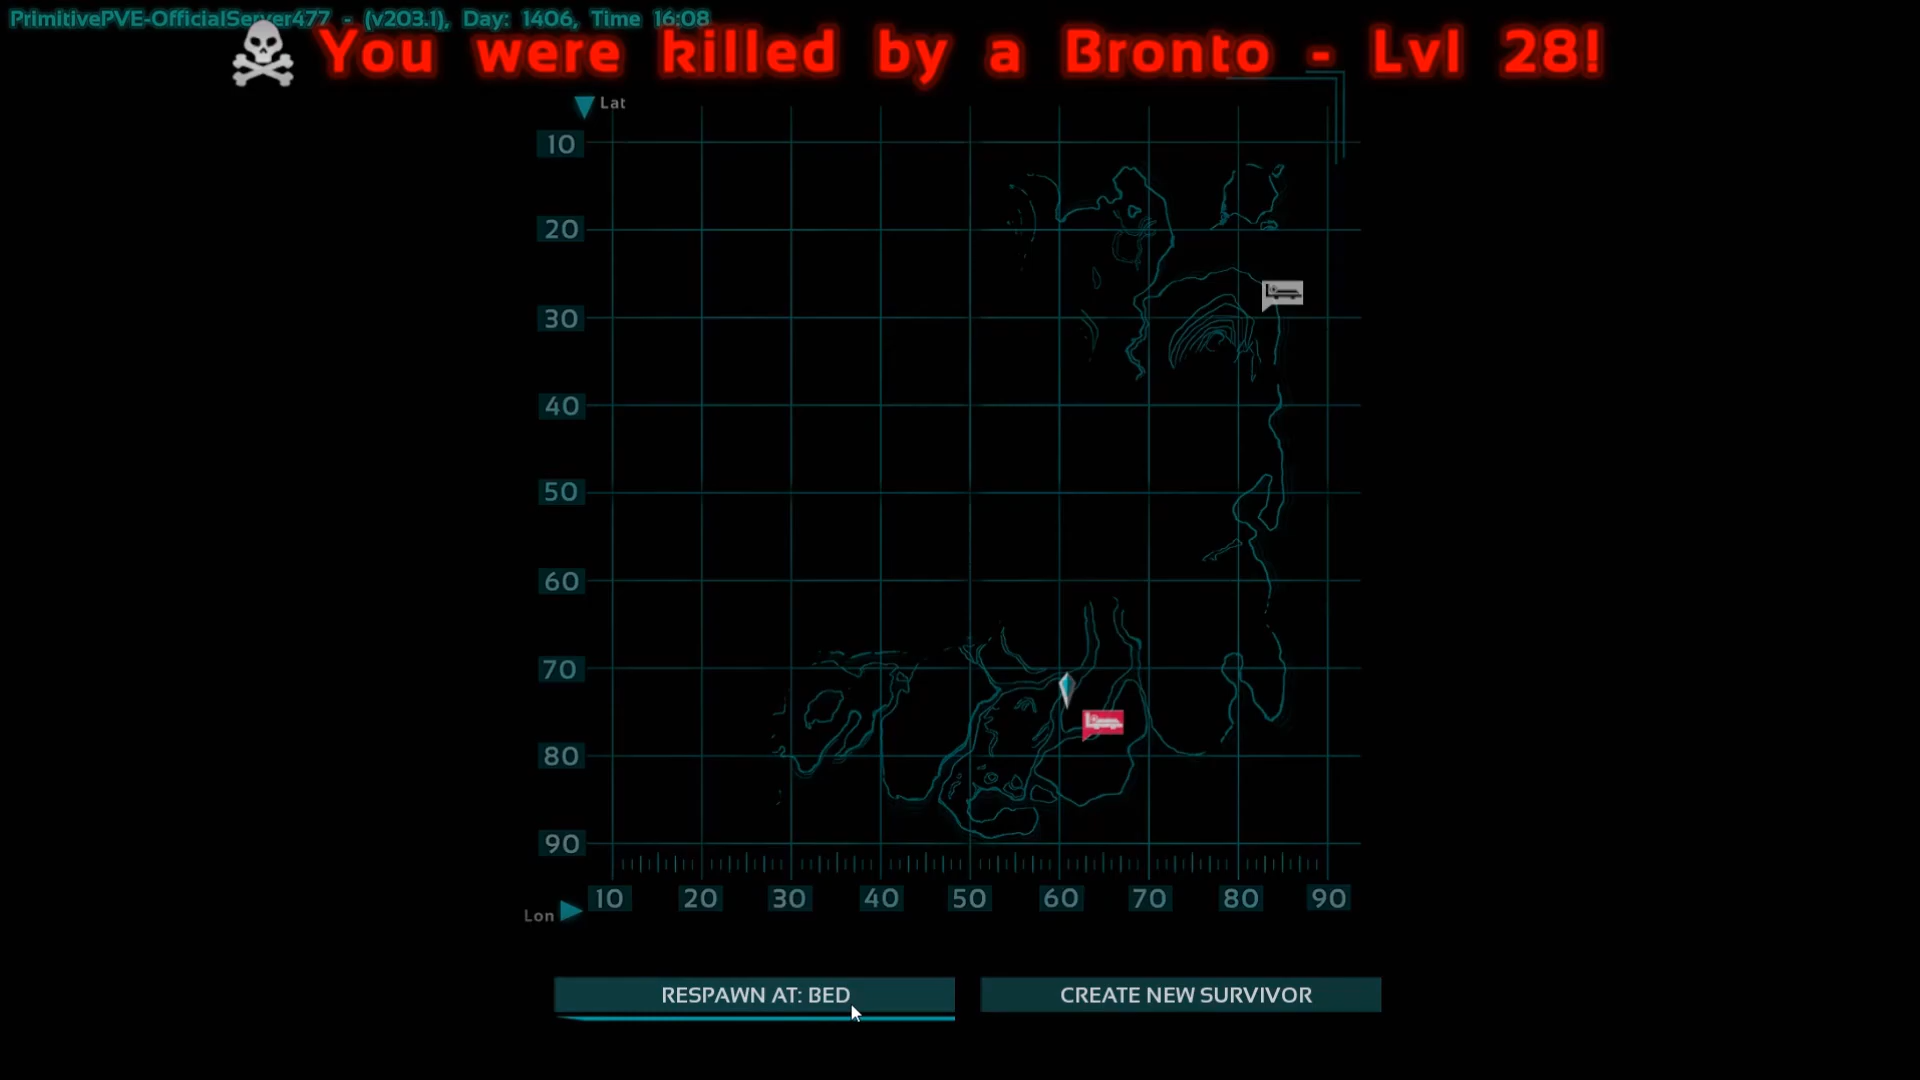 PrimitivePVE-OfficialServer477 - (v203.1), Day: 1406, Time 16:08
You were killed by a Bronto - Lvl 28!
Lat
10
20
30
40
50
60
70
80
90
10 20 30 40 50 60 70 80 90
Lon
RESPAWN AT: BED CREATE NEW SURVIVOR